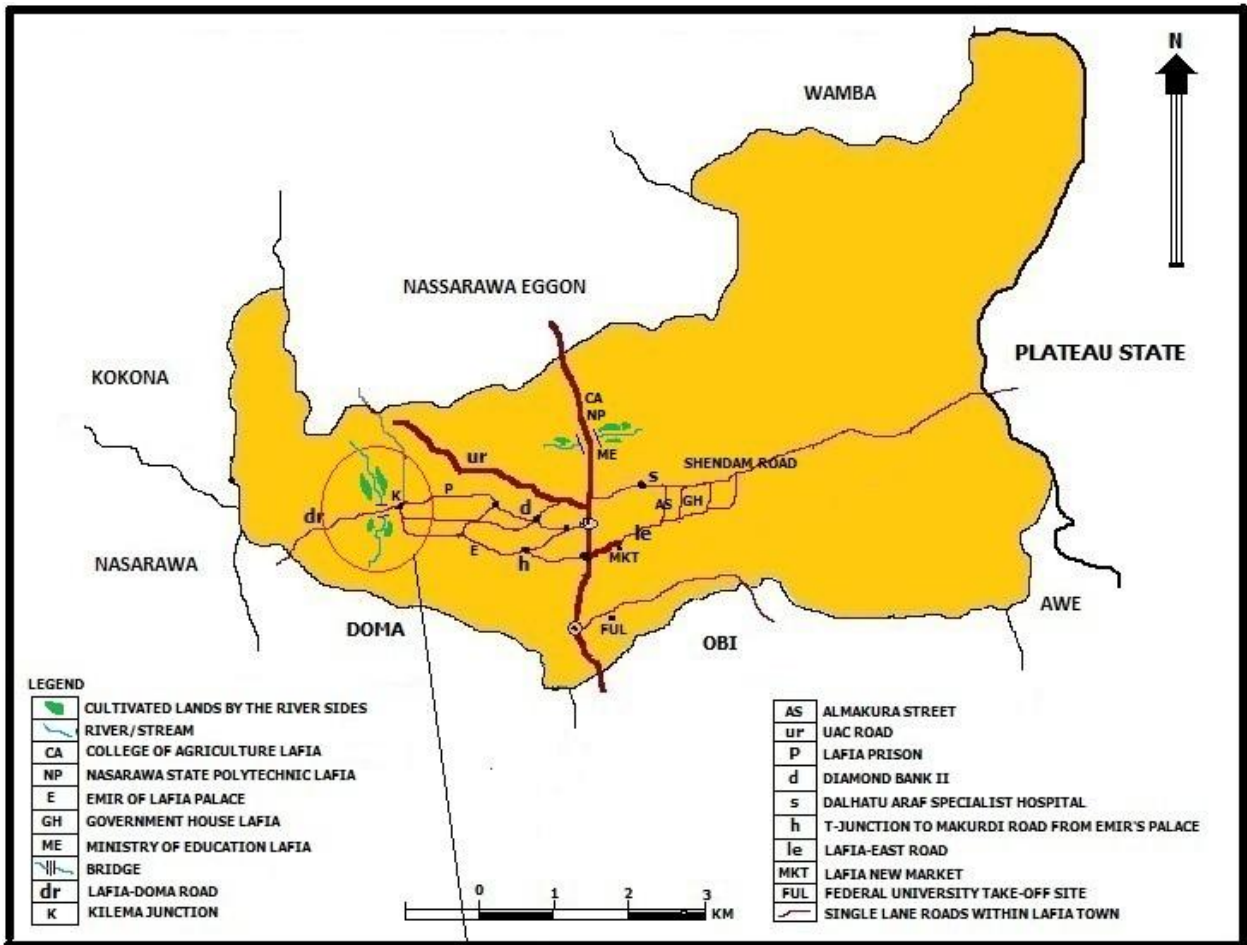 N
WAMBA
NASSARAWA EGGON
PLATEAU STATE
KOKONA
CA
NP
ME
ur
SHENDAM ROAD
s
K
P
AS
GH
d
dr
le
E
h
MKT
NASARAWA
AWE
DOMA
FUL
OBI
LEGEND
CULTIVATED LANDS BY THE RIVER SIDES
RIVER/STREAM
CA COLLEGE OF AGRICULTURE LAFIA
NP NASARAWA STATE POLYTECHNIC LAFIA
E EMIR OF LAFIA PALACE
GH GOVERNMENT HOUSE LAFIA
ME MINISTRY OF EDUCATION LAFIA
BRIDGE
dr LAFIA-DOMA ROAD
K KILEMA JUNCTION
0 1 2 3
KM
AS ALMAKURA STREET
ur UAC ROAD
P LAFIA PRISON
d DIAMOND BANK II
s DALHATU ARAF SPECIALIST HOSPITAL
h T-JUNCTION TO MAKURDI ROAD FROM EMIR'S PALACE
le LAFIA-EAST ROAD
MKT LAFIA NEW MARKET
FUL FEDERAL UNIVERSITY TAKE-OFF SITE
SINGLE LANE ROADS WITHIN LAFIA TOWN